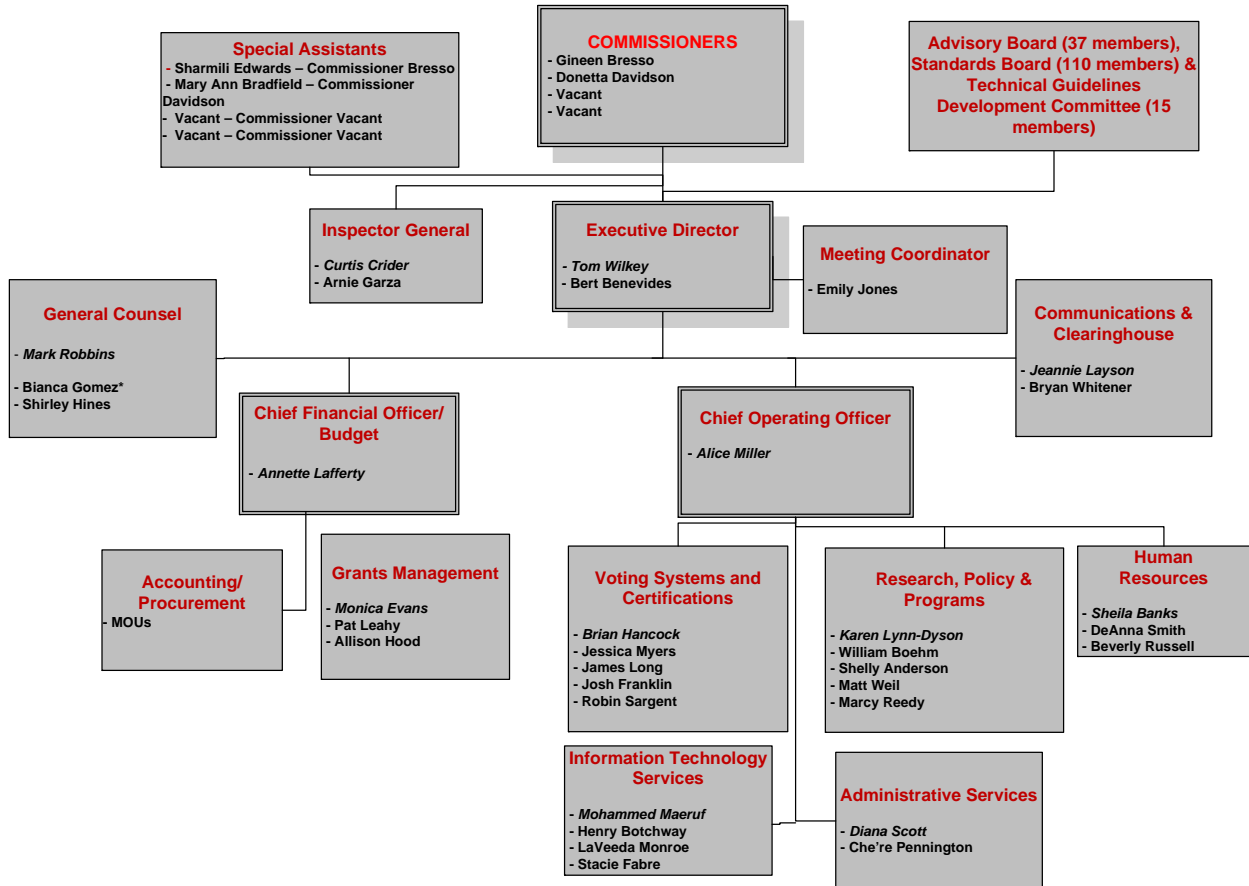 Special Assistants
- Sharmili Edwards – Commissioner Bresso
- Mary Ann Bradfield – Commissioner
Davidson
- Vacant – Commissioner Vacant
- Vacant – Commissioner Vacant
COMMISSIONERS
- Gineen Bresso
- Donetta Davidson
- Vacant
- Vacant
Advisory Board (37 members),
Standards Board (110 members) &
Technical Guidelines
Development Committee (15
members)
Inspector General
- Curtis Crider
- Arnie Garza
Executive Director
- Tom Wilkey
- Bert Benevides
Meeting Coordinator
- Emily Jones
General Counsel
- Mark Robbins
- Bianca Gomez*
- Shirley Hines
Communications &
Clearinghouse
- Jeannie Layson
- Bryan Whitener
Chief Financial Officer/
Budget
- Annette Lafferty
Chief Operating Officer
- Alice Miller
Accounting/
Procurement
- MOUs
Grants Management
- Monica Evans
- Pat Leahy
- Allison Hood
Voting Systems and
Certifications
- Brian Hancock
- Jessica Myers
- James Long
- Josh Franklin
- Robin Sargent
Research, Policy &
Programs
- Karen Lynn-Dyson
- William Boehm
- Shelly Anderson
- Matt Weil
- Marcy Reedy
Human
Resources
- Sheila Banks
- DeAnna Smith
- Beverly Russell
Information Technology
Services
- Mohammed Maeruf
- Henry Botchway
- LaVeeda Monroe
- Stacie Fabre
Administrative Services
- Diana Scott
- Che’re Pennington